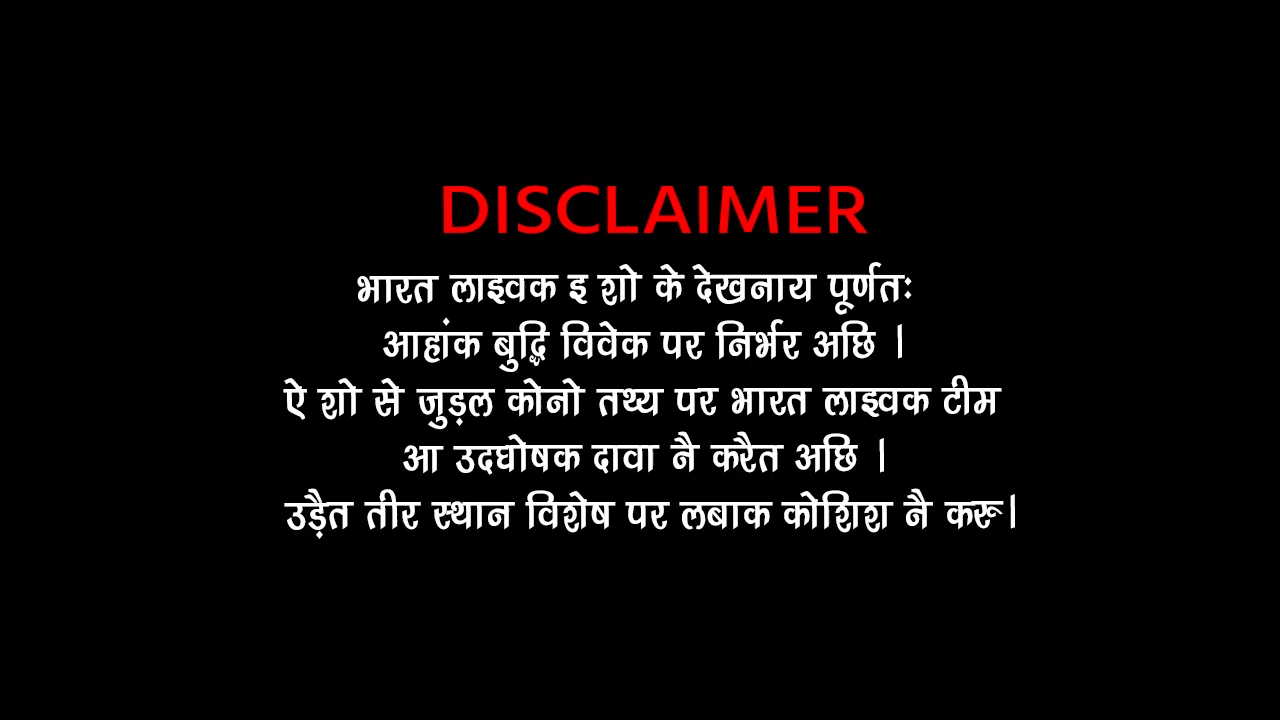 DISCLAIMER
भारत लाइवक इ शो के देखनाय पूर्णतः
आहांक बुद्धि विवेक पर निर्भर अछि ।
ऐ शो से जुड़ल कोनो तथ्य पर भारत लाइवक टीम
आ उदघोषक दावा नै करैत अछि ।
उड़ैत तीर स्थान विशेष पर लबाक कोशिश नै करू।